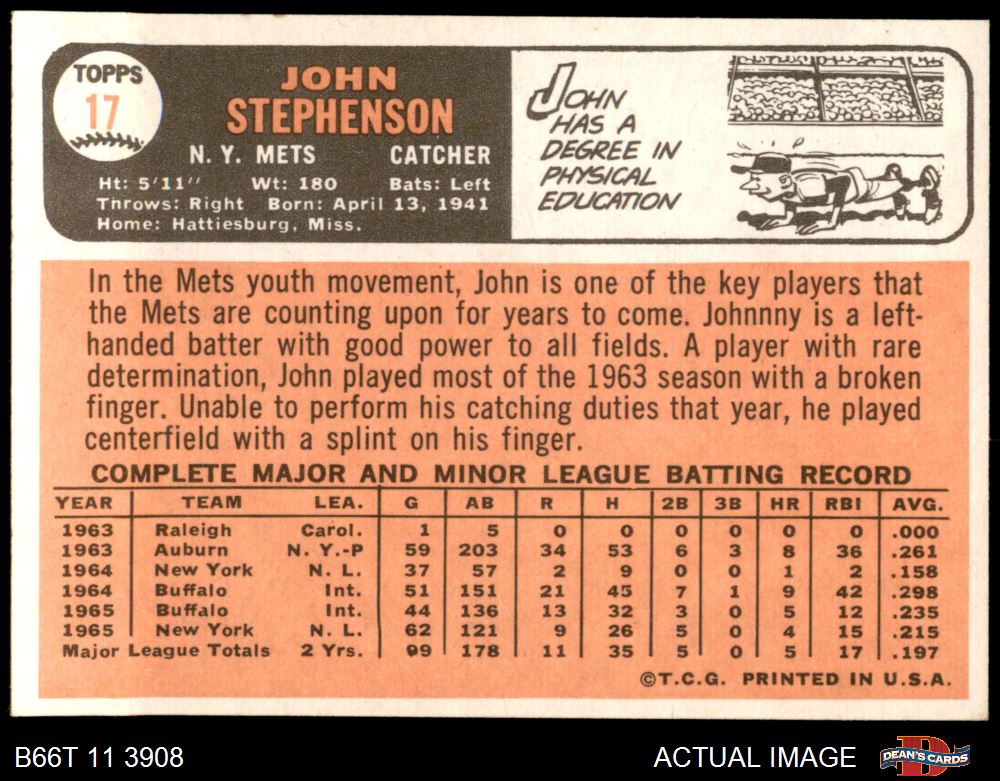 TOPPS
17
JOHN
STEPHENSON
N. Y. METS CATCHER
Ht: 5'11" Wt: 180 Bats: Left
Throws: Right Born: April 13, 1941
Home: Hattiesburg, Miss.
JOHN
HAS A
DEGREE IN
PHYSICAL
EDUCATION
In the Mets youth movement, John is one of the key players that
the Mets are counting upon for years to come. Johnnny is a left-
handed batter with good power to all fields. A player with rare
determination, John played most of the 1963 season with a broken
finger. Unable to perform his catching duties that year, he played
centerfield with a splint on his finger.
COMPLETE MAJOR AND MINOR LEAGUE BATTING RECORD
YEAR TEAM LEA. G AB R H 2B 3B HR RBI AVG.
1963 Raleigh Carol. 1 5 0 0 0 0 0 0 .000
1963 Auburn N. Y.-P 59 203 34 53 6 3 8 36 .261
1964 New York N. L. 37 57 2 9 0 0 1 2 .158
1964 Buffalo Int. 51 151 21 45 7 1 9 42 .298
1965 Buffalo Int. 44 136 13 32 3 0 5 12 .235
1965 New York N. L. 62 121 9 26 5 0 4 15 .215
Major League Totals 2 Yrs. 99 178 11 35 5 0 5 17 .197
©T.C.G. PRINTED IN U.S.A.
B66T 11 3908 ACTUAL IMAGE DEAN'S CARDS